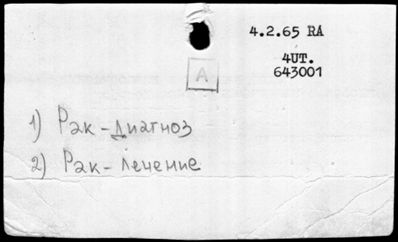 4.2.65 RA
4UT.
643001
А
1) Рак-диагноз
2) Рак-лечение